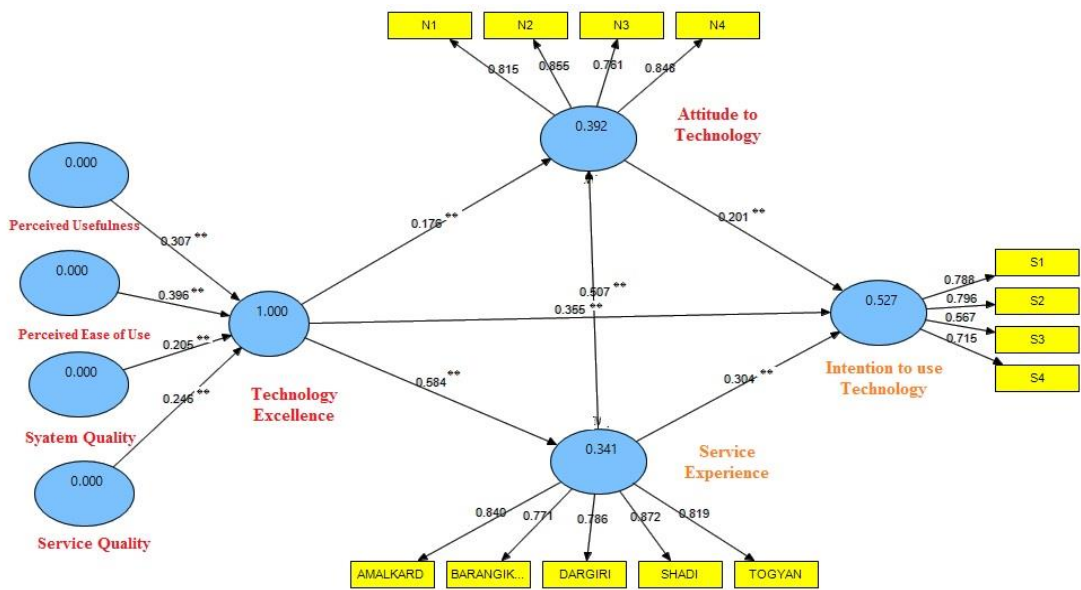 N1
N2
N3
N4
0.815
0.855
0.761
0.846
0.392
Attitude to
Technology
0.000
Perceived Usefulness
0.307 **
0.176 **
0.201 **
0.000
0.396 **
Perceived Ease of Use
1.000
0.507 **
0.355 **
0.527
0.788
0.796
0.567
0.715
S1
S2
S3
S4
0.205 **
0.000
Syatem Quality
0.246 **
Technology
Excellence
0.584 **
0.304 **
Intention to use
Technology
0.000
Service Quality
0.341
Service
Experience
0.840
0.771
0.786
0.872
0.819
AMALKARD
BARANGIK...
DARGIRI
SHADI
TOGYAN